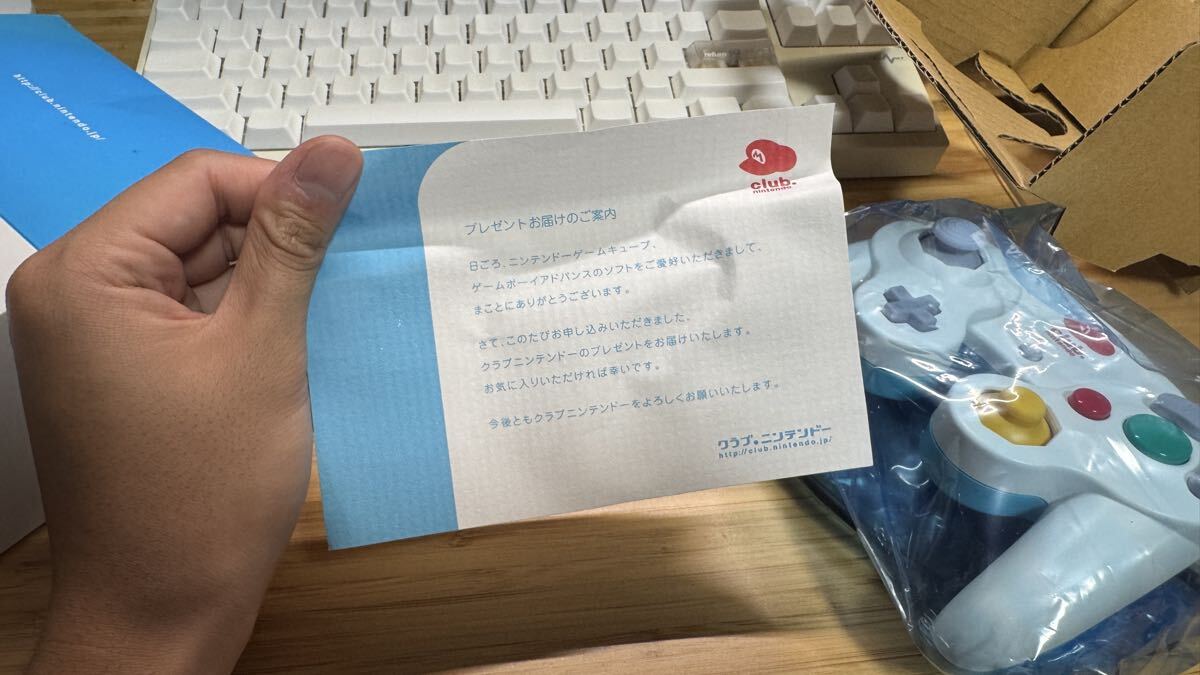 http://club.nintendo.jp/
return
M
club.
nintendo
プレゼントお届けのご案内
日ごろ、ニンテンドーゲームキューブ、
ゲームボーイアドバンスのソフトをご愛好いただきまして、
まことにありがとうございます。
さて、このたびお申し込みいただきました、
クラブニンテンドーのプレゼントをお届けいたします。
お気に入りいただければ幸いです。
今後ともクラブニンテンドーをよろしくお願いいたします。
クラブ・ニンテンドー
http://club.nintendo.jp/
club.